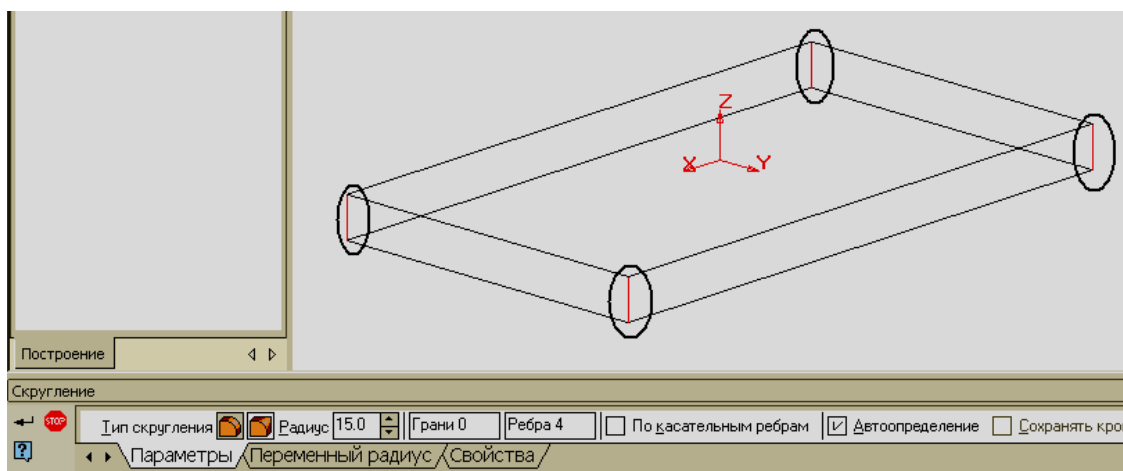 Z
X Y
Построение
Скругление
STOP Тип скругления Радиус 15.0 Грани 0 Ребра 4 По касательным ребрам Автоопределение Сохранять кро
? Параметры Переменный радиус Свойства